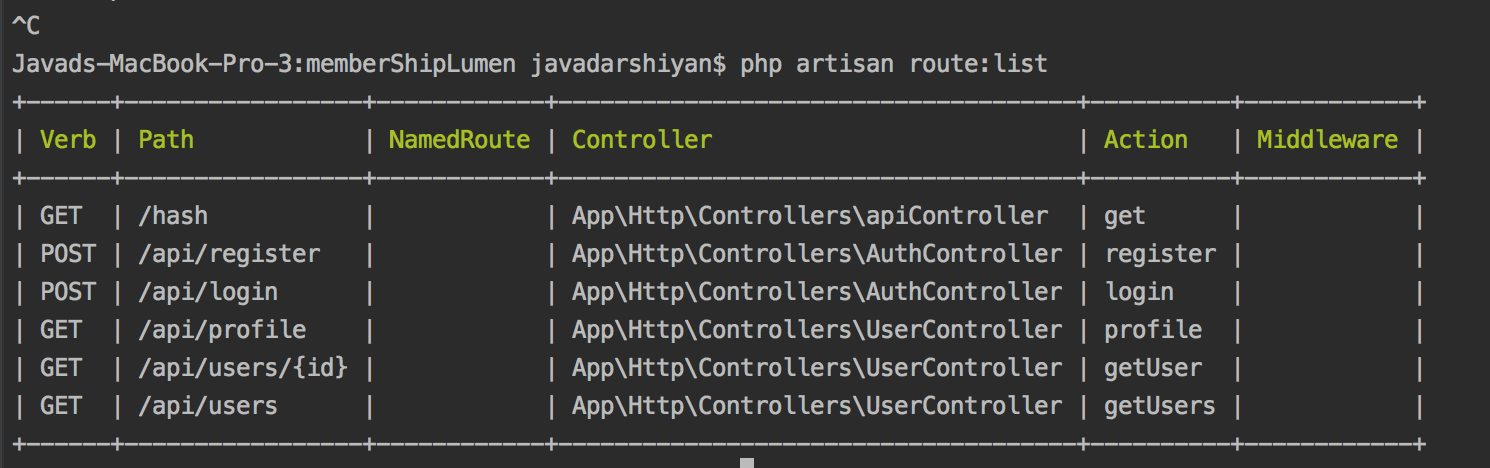 ^C
Javads-MacBook-Pro-3:memberShipLumen javadarshiyan$ php artisan route:list
+------+-----------------+------------+-------------------------------------+----------+------------+
| Verb | Path            | NamedRoute | Controller                          | Action   | Middleware |
+------+-----------------+------------+-------------------------------------+----------+------------+
| GET  | /hash           |            | App\Http\Controllers\apiController  | get      |            |
| POST | /api/register   |            | App\Http\Controllers\AuthController | register |            |
| POST | /api/login      |            | App\Http\Controllers\AuthController | login    |            |
| GET  | /api/profile    |            | App\Http\Controllers\UserController | profile  |            |
| GET  | /api/users/{id} |            | App\Http\Controllers\UserController | getUser  |            |
| GET  | /api/users      |            | App\Http\Controllers\UserController | getUsers |            |
+------+-----------------+------------+-------------------------------------+----------+------------+